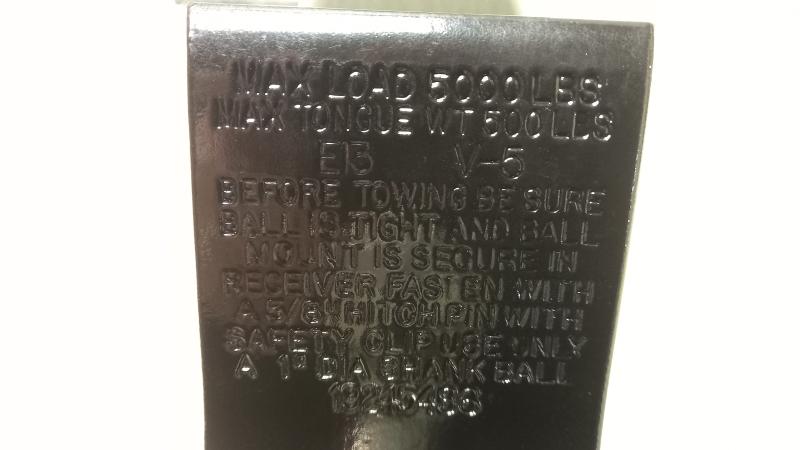 MAX LOAD 5000 LBS
MAX TONGUE WT 500 LBS
E13 V-5
BEFORE TOWING BE SURE
BALL IS TIGHT AND BALL
MOUNT IS SECURE IN
RECEIVER FASTEN WITH
A 5/8" HITCH PIN WITH
SAFETY CLIP USE ONLY
A 1" DIA SHANK BALL
19245486